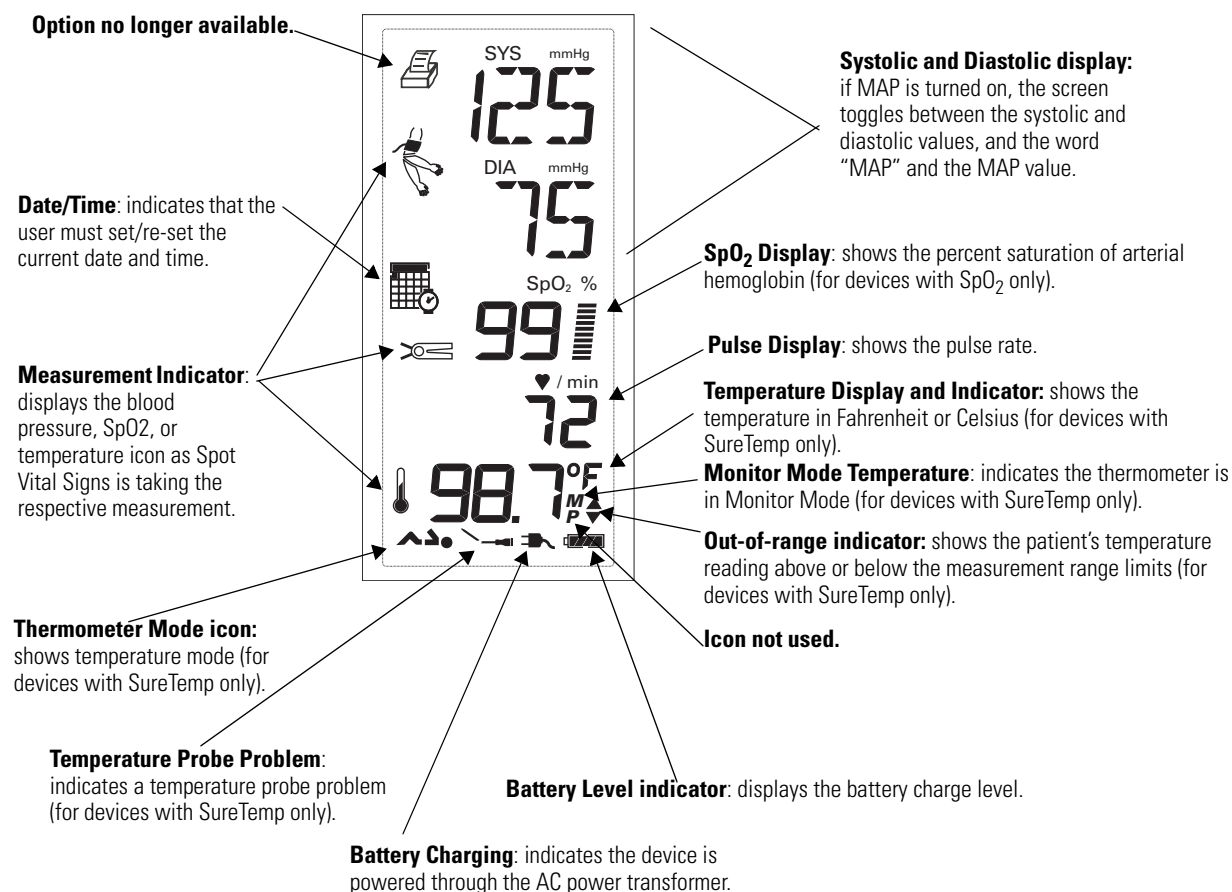 Option no longer available.
SYS mmHg
125
DIA mmHg
75
SpO2 %
99
/ min
72
98.7°F
M
P
Systolic and Diastolic display:
if MAP is turned on, the screen
toggles between the systolic and
diastolic values, and the word
“MAP” and the MAP value.
Date/Time: indicates that the
user must set/re-set the
current date and time.
SpO2 Display: shows the percent saturation of arterial
hemoglobin (for devices with SpO2 only).
Pulse Display: shows the pulse rate.
Measurement Indicator:
displays the blood
pressure, SpO2, or
temperature icon as Spot
Vital Signs is taking the
respective measurement.
Temperature Display and Indicator: shows the
temperature in Fahrenheit or Celsius (for devices with
SureTemp only).
Monitor Mode Temperature: indicates the thermometer is
in Monitor Mode (for devices with SureTemp only).
Out-of-range indicator: shows the patient’s temperature
reading above or below the measurement range limits (for
devices with SureTemp only).
Icon not used.
Thermometer Mode icon:
shows temperature mode (for
devices with SureTemp only).
Temperature Probe Problem:
indicates a temperature probe problem
(for devices with SureTemp only).
Battery Level indicator: displays the battery charge level.
Battery Charging: indicates the device is
powered through the AC power transformer.